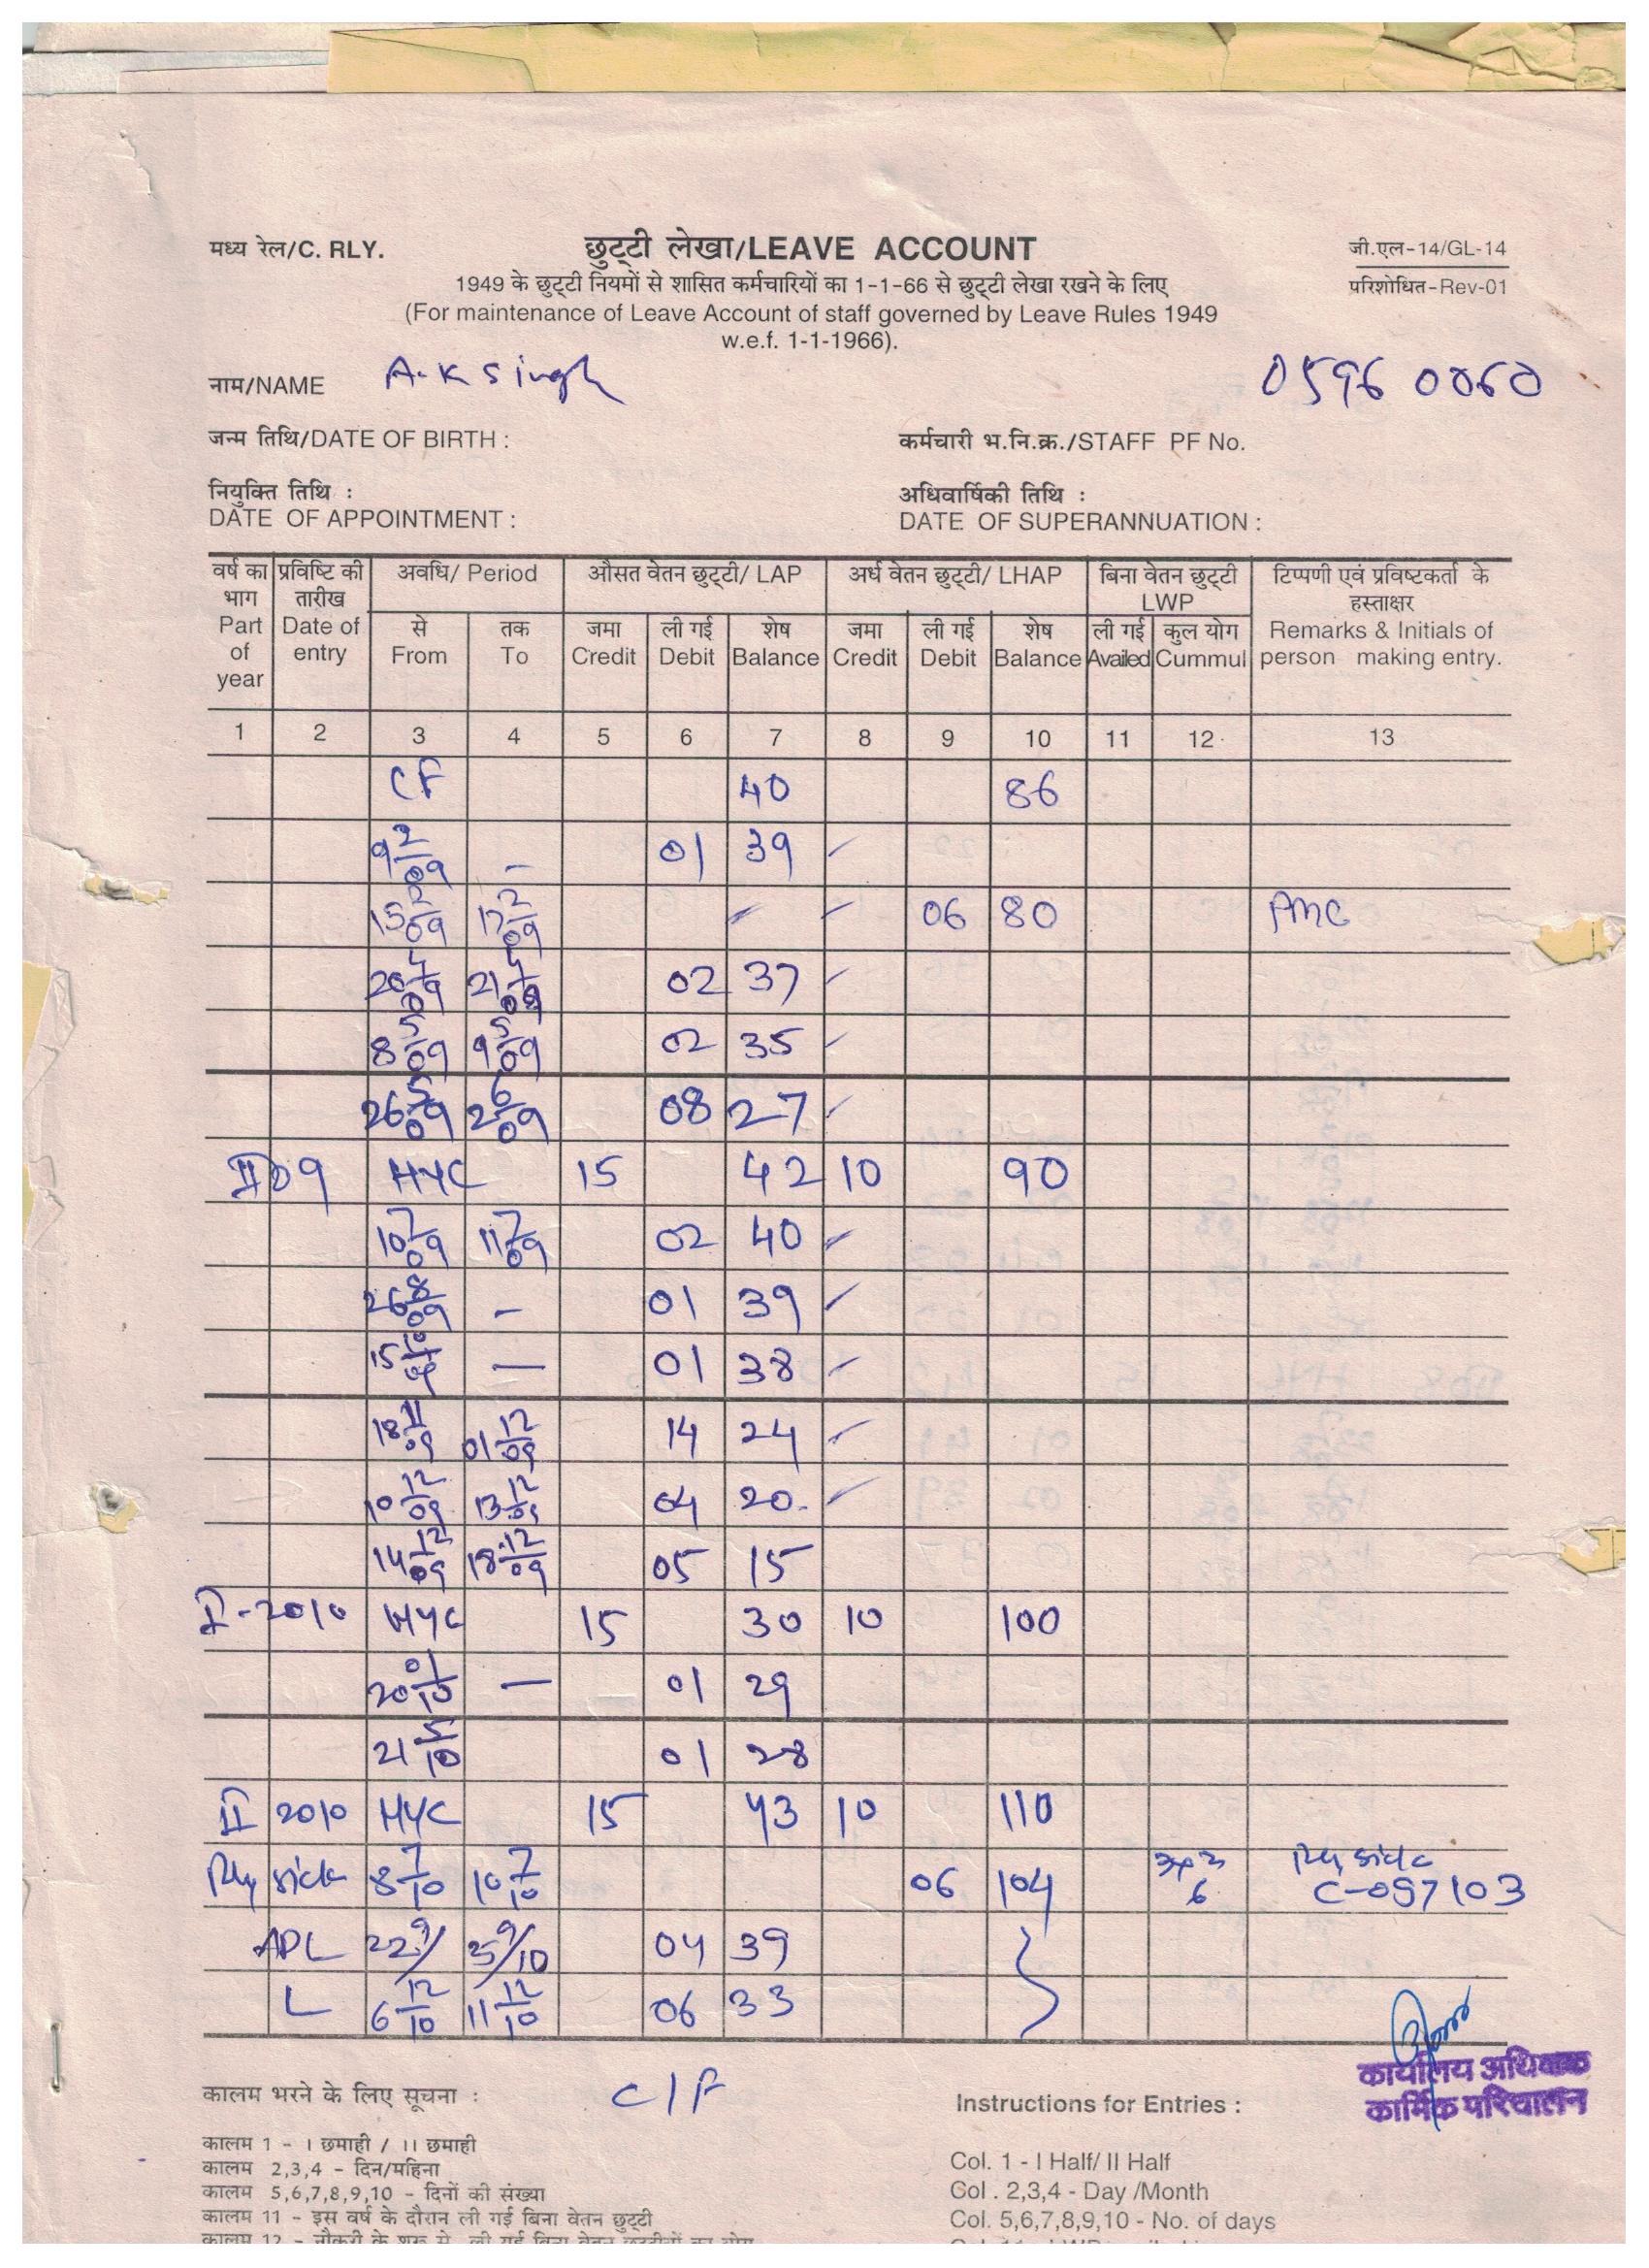 मध्य रेल/C. RLY.
छुट्टी लेखा/LEAVE ACCOUNT
जी.एल-14/GL-14
1949 के छुट्टी नियमों से शासित कर्मचारियों का 1-1-66 से छुट्टी लेखा रखने के लिए
परिशोधित-Rev-01
(For maintenance of Leave Account of staff governed by Leave Rules 1949
w.e.f. 1-1-1966).
नाम/NAME A.K Singh 05960060
जन्म तिथि/DATE OF BIRTH :
कर्मचारी भ.नि.क्र./STAFF PF No.
नियुक्ति तिथि :
DATE OF APPOINTMENT :
अधिवार्षिकी तिथि :
DATE OF SUPERANNUATION :
वर्ष का भाग Part of year
प्रविष्टि की तारीख Date of entry
अवधि/ Period
औसत वेतन छुट्टी/ LAP
अर्ध वेतन छुट्टी/ LHAP
बिना वेतन छुट्टी LWP
टिप्पणी एवं प्रविष्टकर्ता के हस्ताक्षर Remarks & Initials of person making entry.
से From
तक To
जमा Credit
ली गई Debit
शेष Balance
जमा Credit
ली गई Debit
शेष Balance
ली गई Availed
कुल योग Cummul
1 2 3 4 5 6 7 8 9 10 11 12 13
CF 40 86
9 2/09 - 01 39
15 2/09 17 2/09 06 80 PMC
20 4/09 21 4/09 02 37
8 5/09 9 5/09 02 35
26 5/09 2 6/09 08 27
II 09 HYC 15 42 10 90
10 7/09 11 7/09 02 40
26 8/09 - 01 39
15 10/09 — 01 38
18 11/09 01 12/09 14 24
10 12/09 13 12/09 04 20
14 12/09 18 12/09 05 15
I-2010 HYC 15 30 10 100
20 01/10 — 01 29
21 5/10 01 28
II 2010 HYC 15 43 10 110
Rly sick 8 7/10 10 7/10 06 104 6 Rly sick
C-057103
22 9/ 25 9/10 04 39
L 6 12/10 11 12/10 06 33
कार्यालय अधिक्षक
कार्मिक परिचालन
कालम भरने के लिए सूचना :
C/F
Instructions for Entries :
कालम 1 - I छमाही / II छमाही
Col. 1 - I Half/ II Half
कालम 2,3,4 - दिन/महिना
Col . 2,3,4 - Day /Month
कालम 5,6,7,8,9,10 - दिनों की संख्या
Col. 5,6,7,8,9,10 - No. of days
कालम 11 - इस वर्ष के दौरान ली गई बिना वेतन छुट्टी